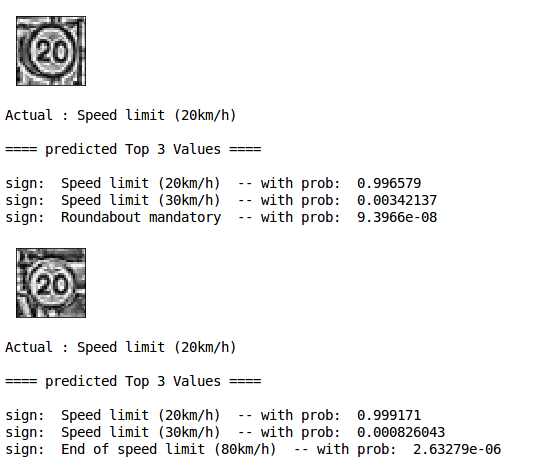 20
Actual : Speed limit (20km/h)
==== predicted Top 3 Values ====
sign:  Speed limit (20km/h)  -- with prob:  0.996579
sign:  Speed limit (30km/h)  -- with prob:  0.00342137
sign:  Roundabout mandatory  -- with prob:  9.3966e-08
20
Actual : Speed limit (20km/h)
==== predicted Top 3 Values ====
sign:  Speed limit (20km/h)  -- with prob:  0.999171
sign:  Speed limit (30km/h)  -- with prob:  0.000826043
sign:  End of speed limit (80km/h)  -- with prob:  2.63279e-06